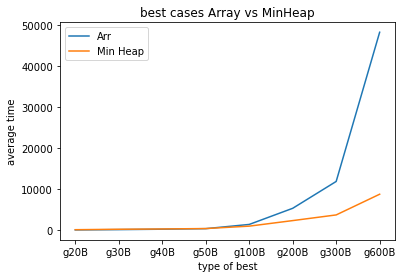 best cases Array vs MinHeap
Arr
Min Heap
50000
40000
30000
20000
10000
0
average time
g20B g30B g40B g50B g100B g200B g300B g600B
type of best